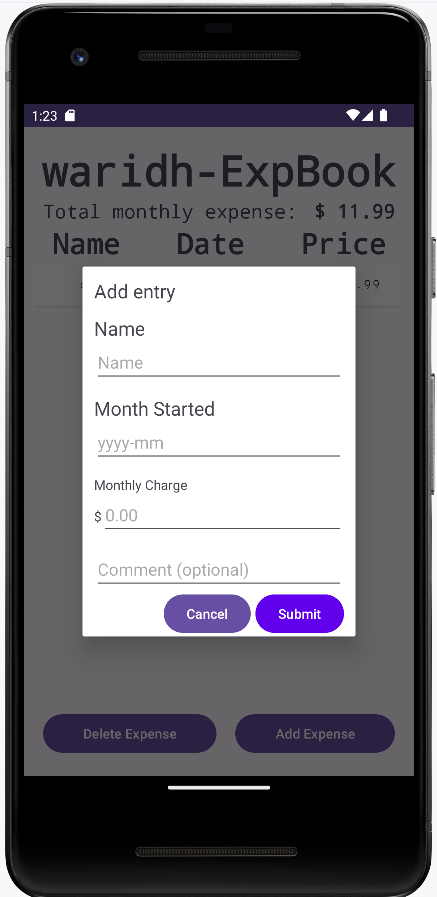 1:23
waridh-ExpBook
Total monthly expense: $ 11.99
Name Date Price
.99
Add entry
Name
Name
Month Started
yyyy-mm
Monthly Charge
$ 0.00
Comment (optional)
Cancel Submit
Delete Expense Add Expense